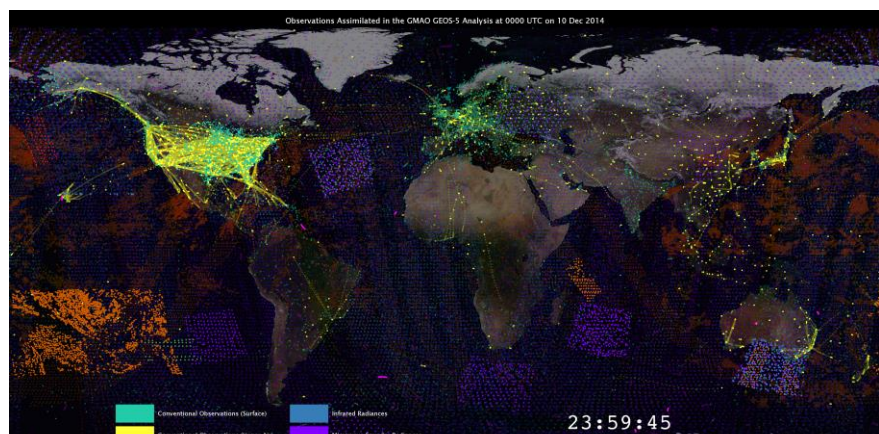 Observations Assimilated in the GMAO GEOS-5 Analysis at 0000 UTC on 10 Dec 2014
Conventional Observations (Surface)
Infrared Radiances
23:59:45